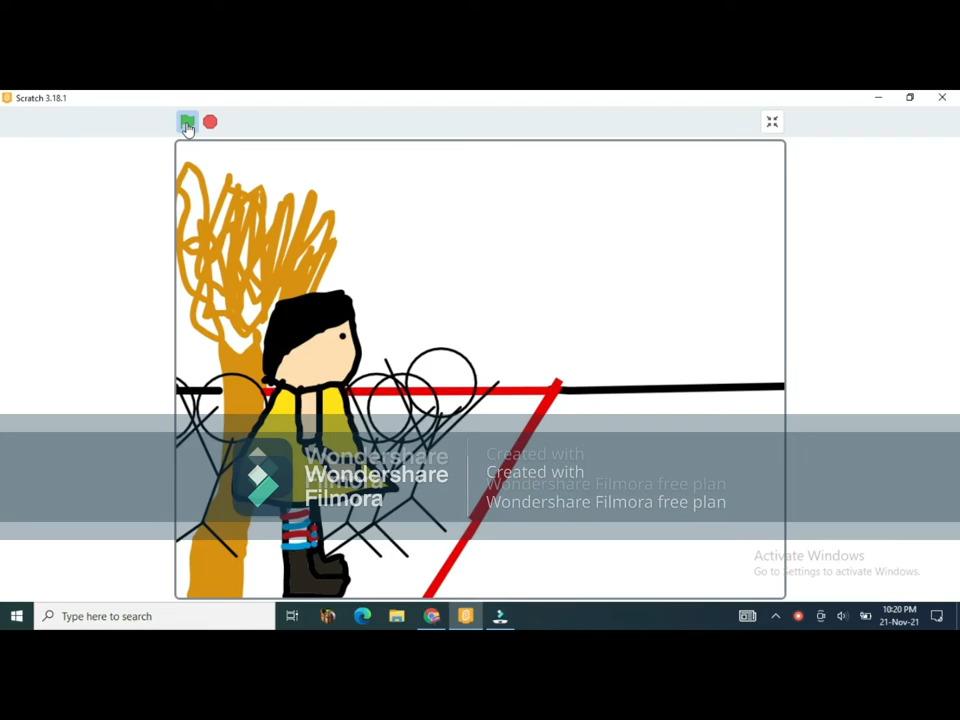 Scratch 3.18.1
Wondershare
Filmora
Created with
Wondershare Filmora free plan
Wondershare
Filmora
Created with
Wondershare Filmora free plan
Activate Windows
Go to Settings to activate Windows.
Type here to search
10:20 PM
21-Nov-21